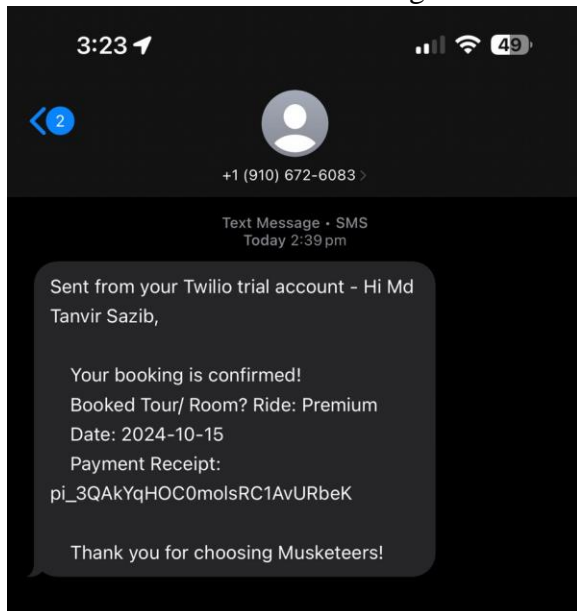 3:23
49
2
+1 (910) 672-6083
Text Message • SMS
Today 2:39 pm
Sent from your Twilio trial account - Hi Md
Tanvir Sazib,
Your booking is confirmed!
Booked Tour/ Room? Ride: Premium
Date: 2024-10-15
Payment Receipt:
pi_3QAkYqHOC0molsRC1AvURbeK
Thank you for choosing Musketeers!